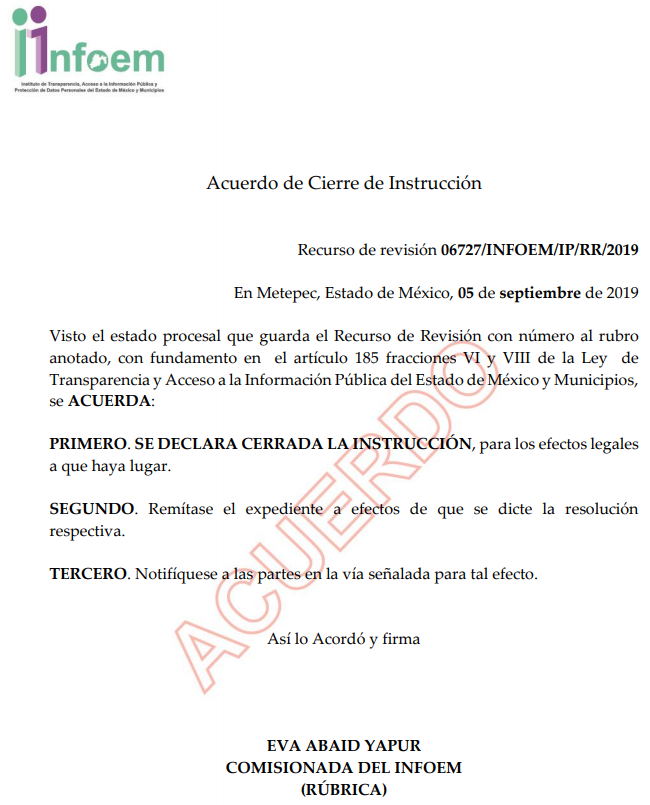 infoem
Instituto de Transparencia, Acceso a la Información Pública y
Protección de Datos Personales del Estado de México y Municipios
Acuerdo de Cierre de Instrucción
Recurso de revisión 06727/INFOEM/IP/RR/2019
En Metepec, Estado de México, 05 de septiembre de 2019
Visto el estado procesal que guarda el Recurso de Revisión con número al rubro
anotado, con fundamento en el artículo 185 fracciones VI y VIII de la Ley de
Transparencia y Acceso a la Información Pública del Estado de México y Municipios,
se ACUERDA:
PRIMERO. SE DECLARA CERRADA LA INSTRUCCIÓN, para los efectos legales
a que haya lugar.
SEGUNDO. Remítase el expediente a efectos de que se dicte la resolución
respectiva.
TERCERO. Notifíquese a las partes en la vía señalada para tal efecto.
ACUERDO
Así lo Acordó y firma
EVA ABAID YAPUR
COMISIONADA DEL INFOEM
(RÚBRICA)